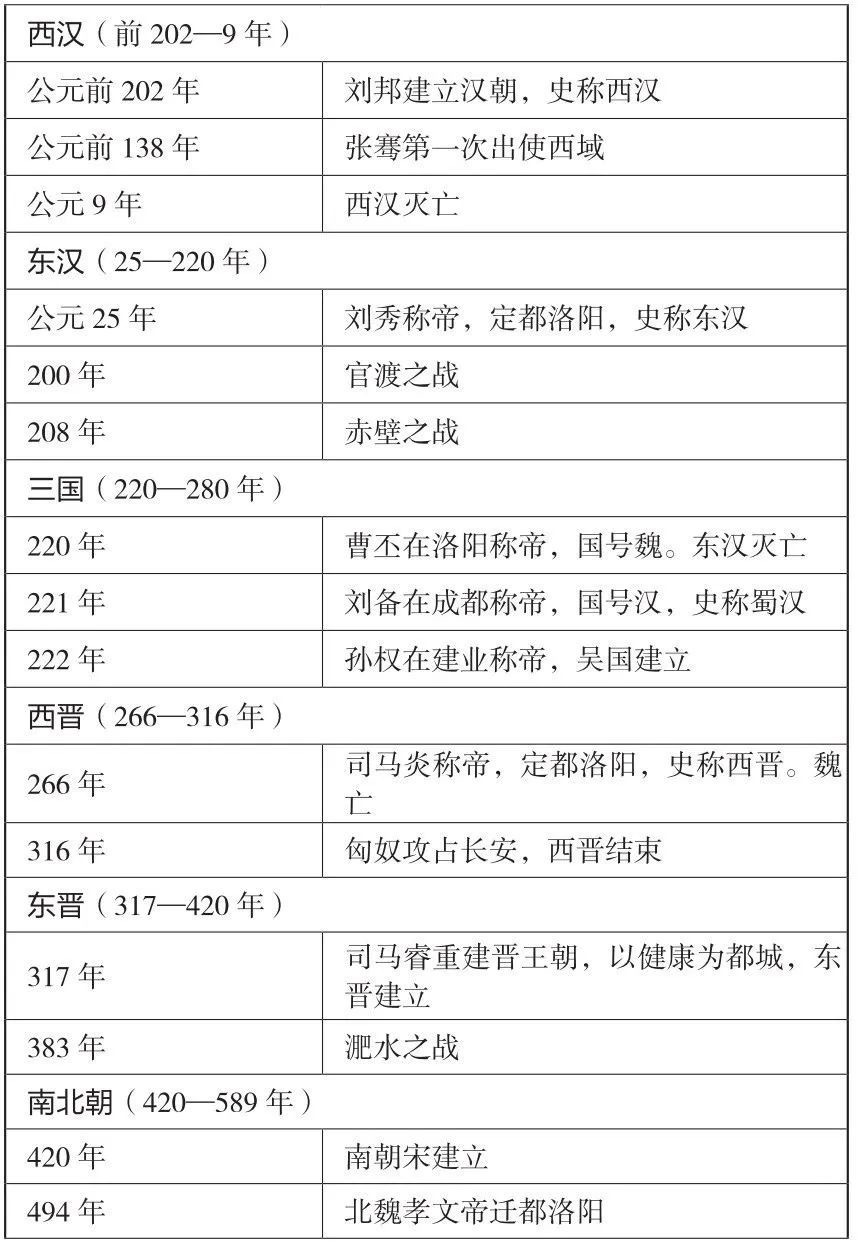 西汉（前 202—9 年）
公元前 202 年	刘邦建立汉朝，史称西汉
公元前 138 年	张骞第一次出使西域
公元 9 年	西汉灭亡
东汉（25—220 年）
公元 25 年	刘秀称帝，定都洛阳，史称东汉
200 年	官渡之战
208 年	赤壁之战
三国（220—280 年）
220 年	曹丕在洛阳称帝，国号魏。东汉灭亡
221 年	刘备在成都称帝，国号汉，史称蜀汉
222 年	孙权在建业称帝，吴国建立
西晋（266—316 年）
266 年	司马炎称帝，定都洛阳，史称西晋。魏
亡
316 年	匈奴攻占长安，西晋结束
东晋（317—420 年）
317 年	司马睿重建晋王朝，以健康为都城，东
晋建立
383 年	淝水之战
南北朝（420—589 年）
420 年	南朝宋建立
494 年	北魏孝文帝迁都洛阳